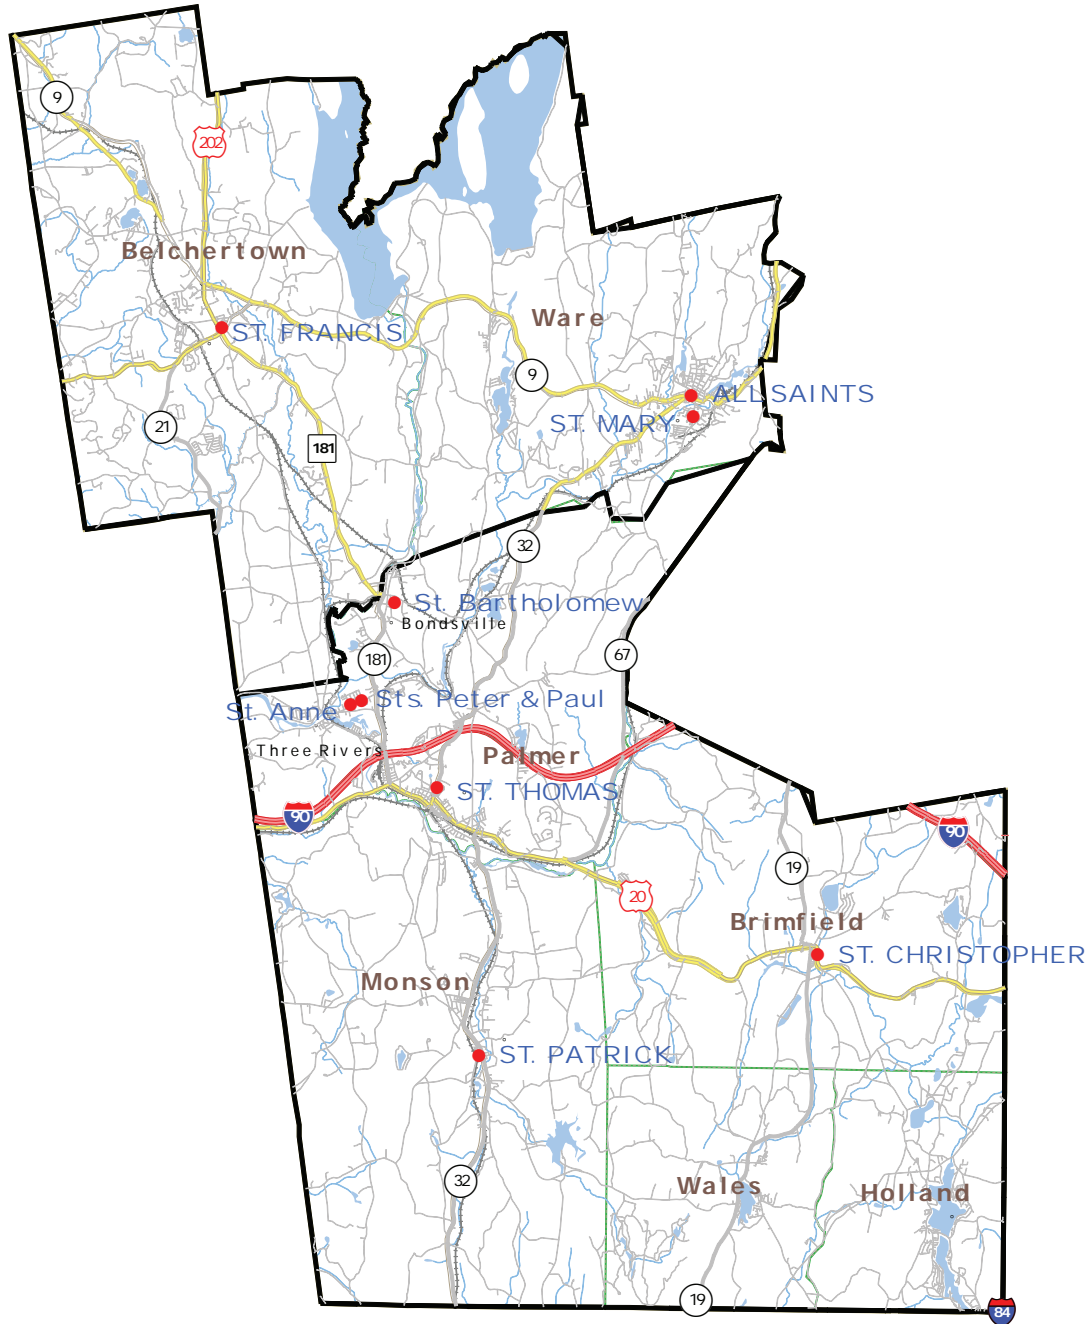 9
202
Belchertown
Ware
ST. FRANCIS
9
ALL SAINTS
ST. MARY
21
181
32
St. Bartholomew
Bondsville
181
67
Sts. Peter & Paul
St. Anne
Three Rivers
Palmer
ST. THOMAS
90
90
19
20
Brimfield
ST. CHRISTOPHER
Monson
ST. PATRICK
32
Wales
Holland
19
84